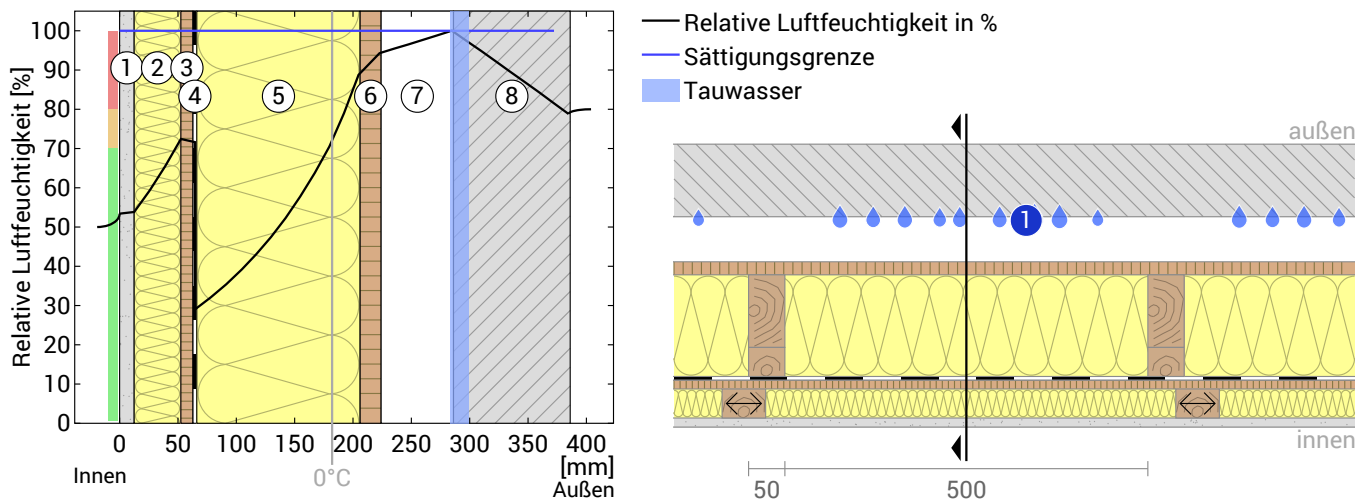 Relative Luftfeuchtigkeit [%]
100
90
80
70
60
50
40
30
20
10
0
1 2 3
4 5 6 7 8
0 50 100 150 200 250 300 350 400
[mm]
Innen
0°C
Außen
Relative Luftfeuchtigkeit in %
Sättigungsgrenze
Tauwasser
außen
1
innen
50 500